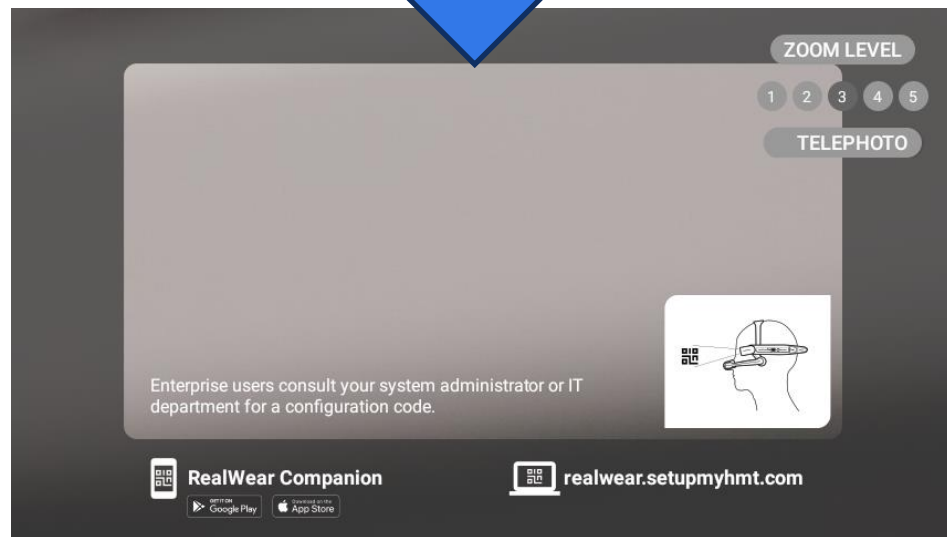 ZOOM LEVEL
1 2 3 4 5
TELEPHOTO
Enterprise users consult your system administrator or IT
department for a configuration code.
RealWear Companion
GET IT ON
Google Play
Download on the
App Store
realwear.setupmyhmt.com